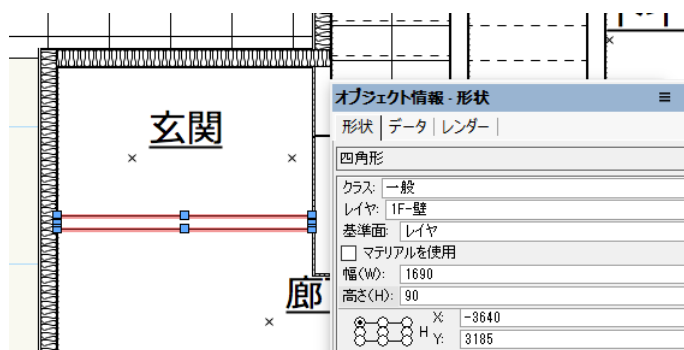 玄関
廊
オブジェクト情報 - 形状
形状
データ
レンダー
四角形
クラス: 一般
レイヤ: 1F-壁
基準面: レイヤ
マテリアルを使用
幅(W): 1690
高さ(H): 90
X: -3640
H Y: 3185